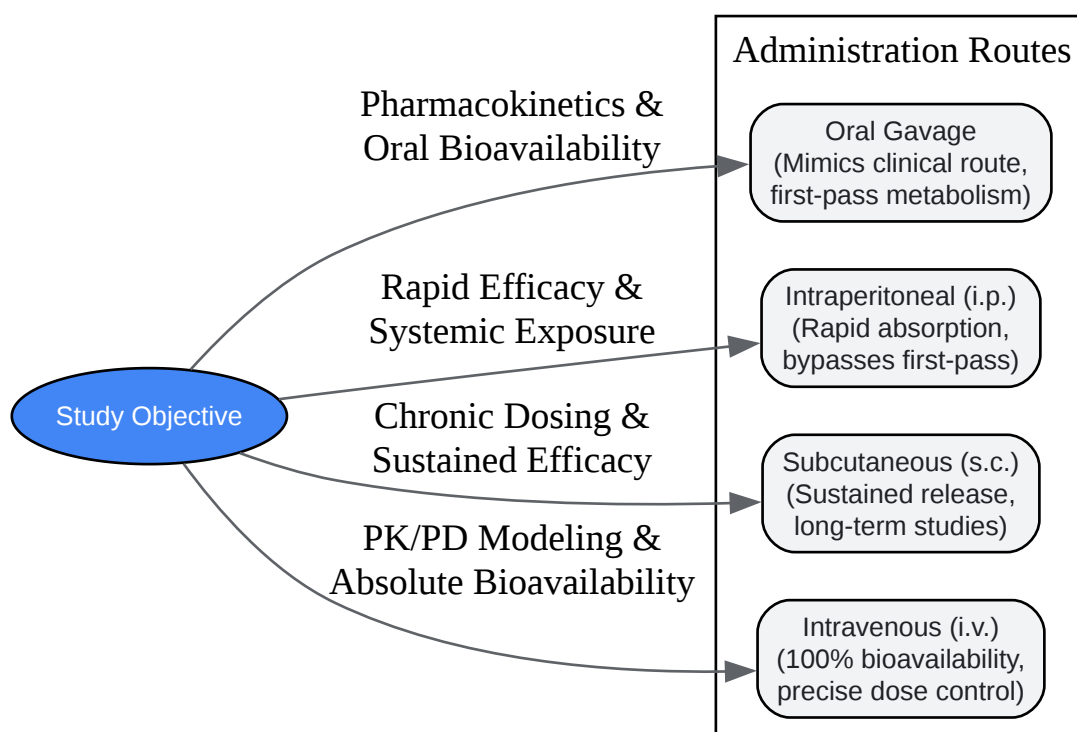 Administration Routes
Pharmacokinetics &
Oral Bioavailability
Oral Gavage
(Mimics clinical route,
first-pass metabolism)
Rapid Efficacy &
Systemic Exposure
Intraperitoneal (i.p.)
(Rapid absorption,
bypasses first-pass)
Study Objective
Chronic Dosing &
Sustained Efficacy
Subcutaneous (s.c.)
(Sustained release,
long-term studies)
PK/PD Modeling &
Absolute Bioavailability
Intravenous (i.v.)
(100% bioavailability,
precise dose control)